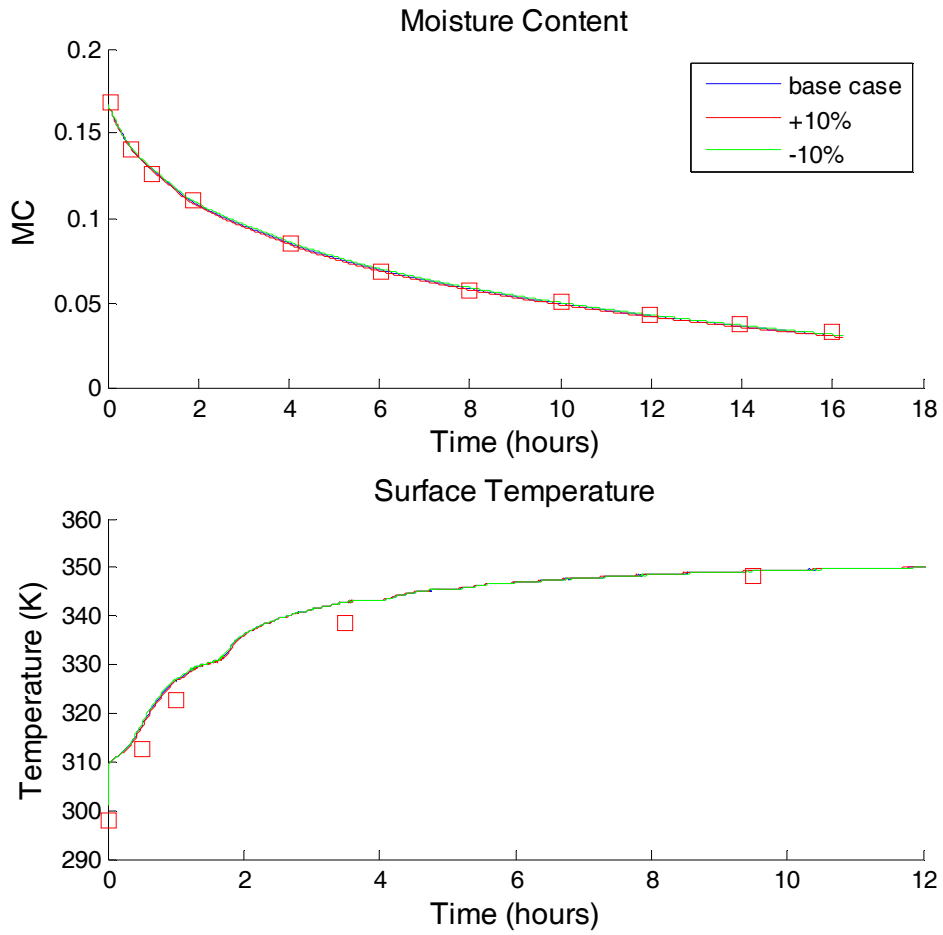 Moisture Content
0.2
0.15
0.1
0.05
0
MC
base case
+10%
-10%
0 2 4 6 8 10 12 14 16 18
Time (hours)
Surface Temperature
360
350
340
330
320
310
300
290
Temperature (K)
0 2 4 6 8 10 12
Time (hours)